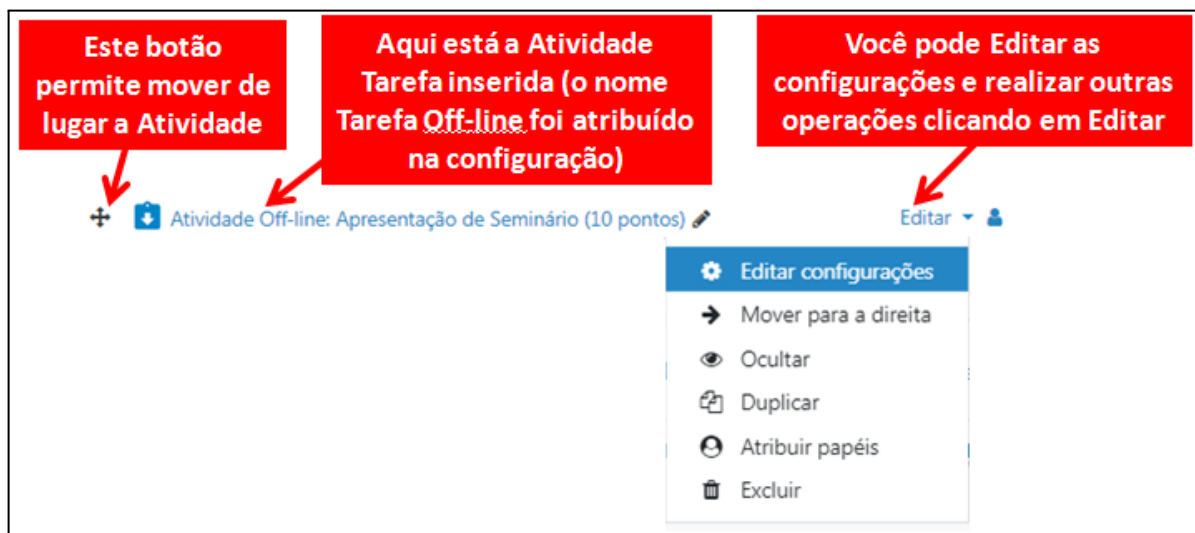 Este botão
permite mover de
lugar a Atividade
Aqui está a Atividade
Tarefa inserida (o nome
Tarefa Off-line foi atribuído
na configuração)
Você pode Editar as
configurações e realizar outras
operações clicando em Editar
Atividade Off-line: Apresentação de Seminário (10 pontos)
Editar
Editar configurações
Mover para a direita
Ocultar
Duplicar
Atribuir papéis
Excluir